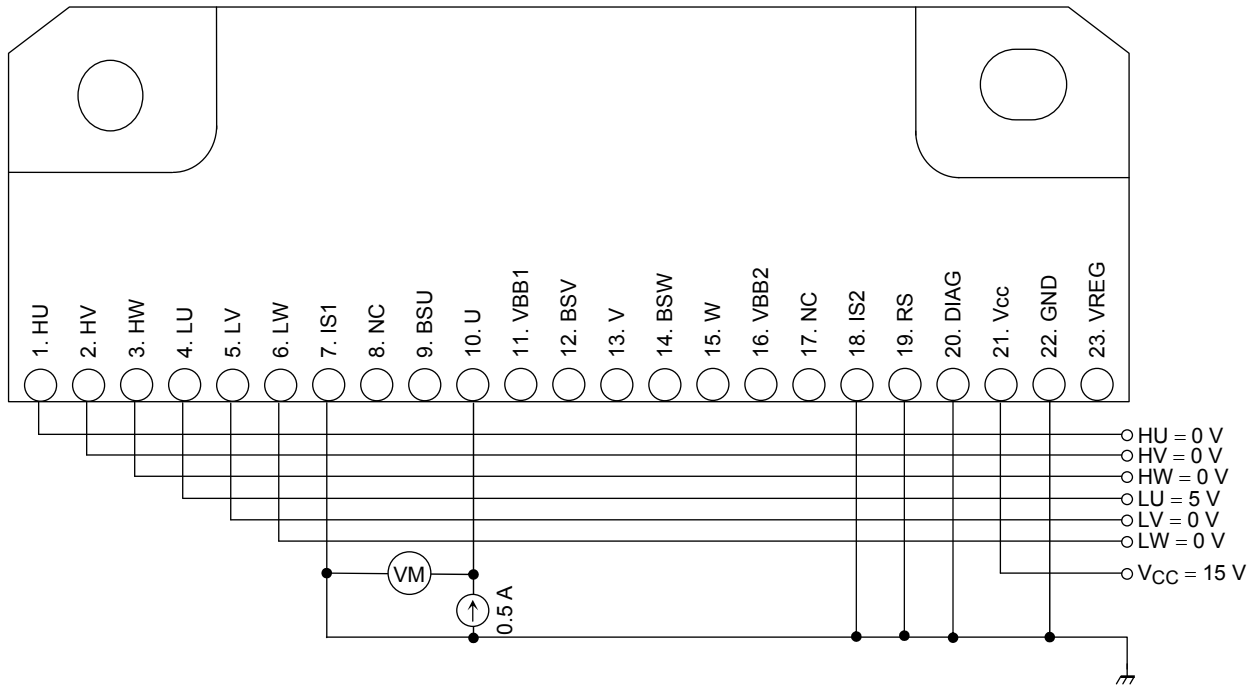 1. HU
2. HV
3. HW
4. LU
5. LV
6. LW
7. IS1
8. NC
9. BSU
10. U
11. VBB1
12. BSV
13. V
14. BSW
15. W
16. VBB2
17. NC
18. IS2
19. RS
20. DIAG
21. Vcc
22. GND
23. VREG
HU = 0 V
HV = 0 V
HW = 0 V
LU = 5 V
LV = 0 V
LW = 0 V
VCC = 15 V
VM
0.5 A